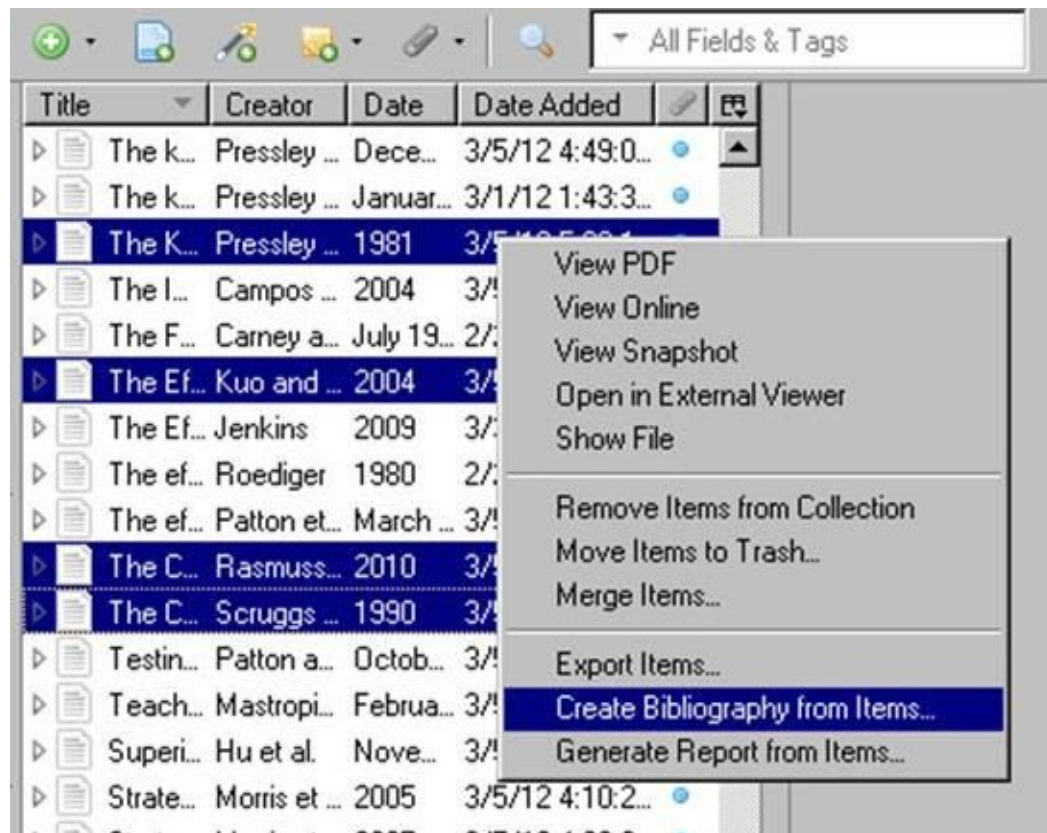 All Fields & Tags
Title Creator Date Date Added
The k... Pressley ... Dece... 3/5/12 4:49:0...
The k... Pressley ... Januar... 3/1/12 1:43:3...
The K... Pressley ... 1981
The I... Campos ... 2004
The F... Carney a... July 19...
The Ef... Kuo and ... 2004
The Ef... Jenkins 2009
The ef... Roediger 1980
The ef... Patton et... March ...
The C... Rasmuss... 2010
The C... Scruggs ... 1990
Testin... Patton a... Octob...
Teach... Mastropi... Februa...
Superi... Hu et al. Nove...
Strate... Morris et ... 2005 3/5/12 4:10:2...
View PDF
View Online
View Snapshot
Open in External Viewer
Show File
Remove Items from Collection
Move Items to Trash...
Merge Items...
Export Items...
Create Bibliography from Items...
Generate Report from Items...